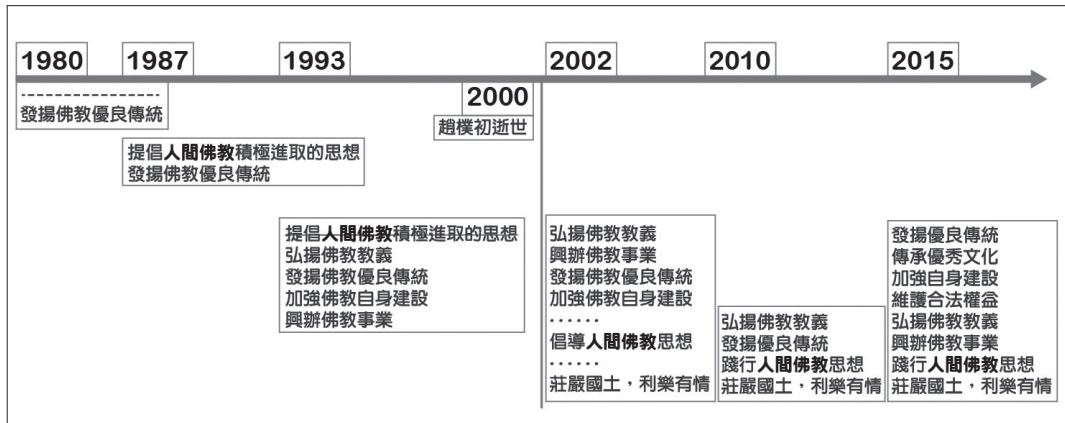 1980
1987
1993
2000
2002
2010
2015
發揚佛教優良傳統
趙樸初逝世
提倡人間佛教積極進取的思想
發揚佛教優良傳統
提倡人間佛教積極進取的思想
弘揚佛教教義
發揚佛教優良傳統
加強佛教自身建設
興辦佛教事業
弘揚佛教教義
興辦佛教事業
發揚佛教優良傳統
加強佛教自身建設
······
倡導人間佛教思想
······
莊嚴國土，利樂有情
弘揚佛教教義
發揚優良傳統
踐行人間佛教思想
莊嚴國土，利樂有情
發揚優良傳統
傳承優秀文化
加強自身建設
維護合法權益
弘揚佛教教義
興辦佛教事業
踐行人間佛教思想
莊嚴國土，利樂有情